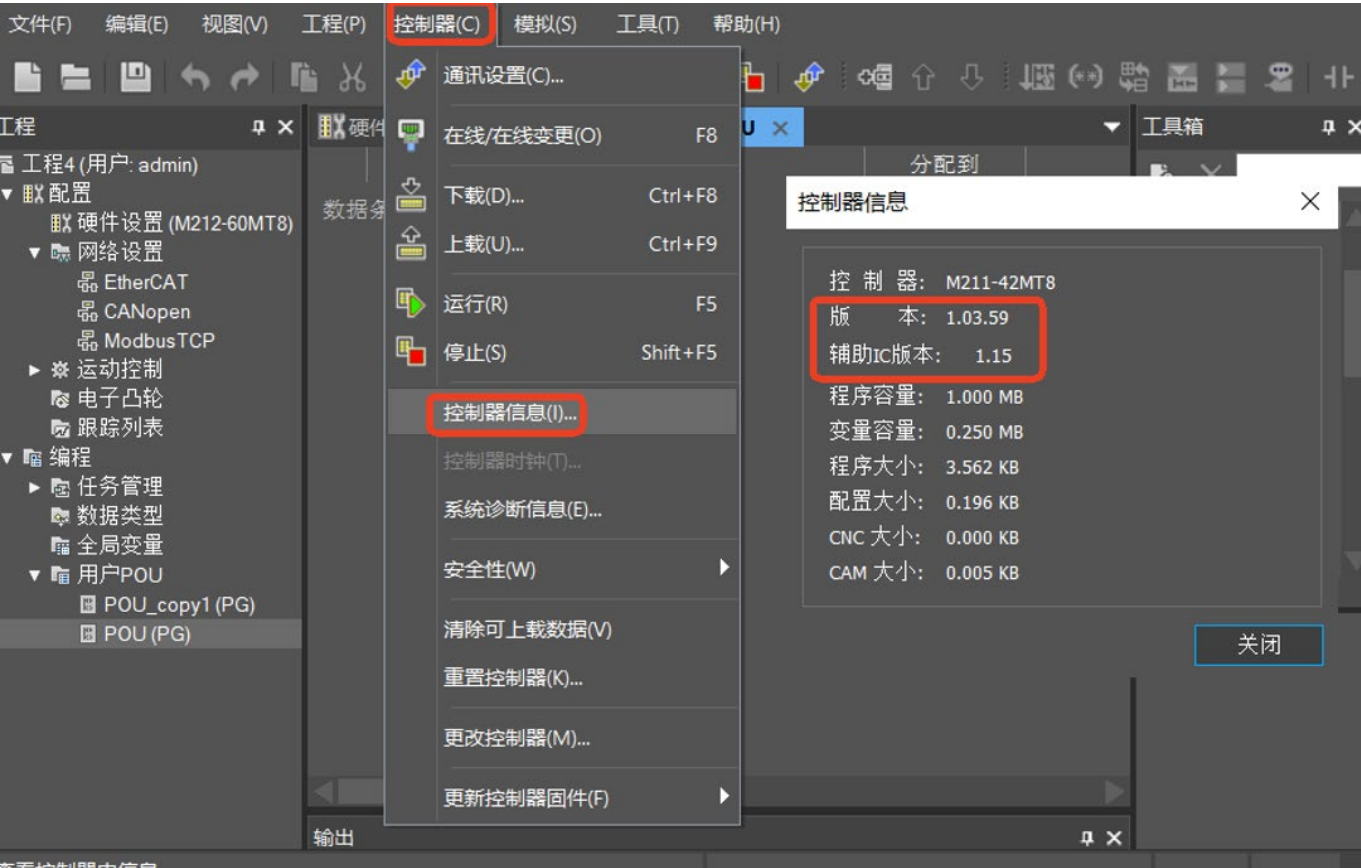 文件(F) 编辑(E) 视图(V) 工程(P) 控制器(C) 模拟(S) 工具(T) 帮助(H)
工程
工程4 (用户: admin)
配置
硬件设置 (M212-60MT8)
网络设置
EtherCAT
CANopen
ModbusTCP
运动控制
电子凸轮
跟踪列表
编程
任务管理
数据类型
全局变量
用户POU
POU_copy1 (PG)
POU (PG)
硬件
U
分配到
数据条
通讯设置(C)...
在线/在线变更(O) F8
下载(D)... Ctrl+F8
上载(U)... Ctrl+F9
运行(R) F5
停止(S) Shift+F5
控制器信息(I)...
控制器时钟(T)...
系统诊断信息(E)...
安全性(W)
清除可上载数据(V)
重置控制器(K)...
更改控制器(M)...
更新控制器固件(F)
工具箱
控制器信息
控 制 器: M211-42MT8
版 本: 1.03.59
辅助IC版本: 1.15
程序容量: 1.000 MB
变量容量: 0.250 MB
程序大小: 3.562 KB
配置大小: 0.196 KB
CNC 大小: 0.000 KB
CAM 大小: 0.005 KB
关闭
输出